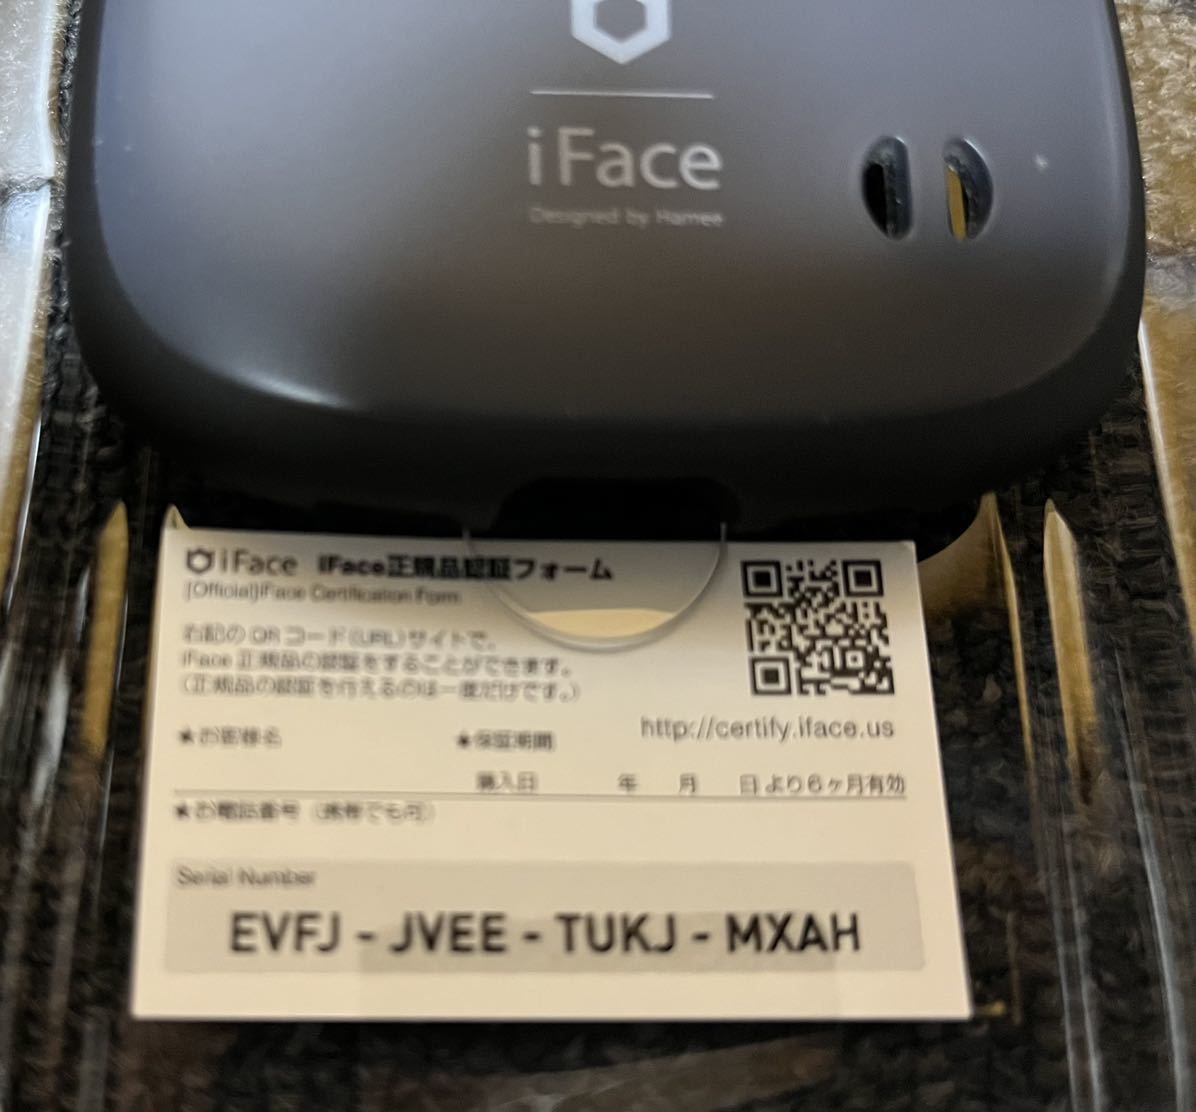 iFace
Designed by Hamee
iFace iFace正規品認証フォーム
[Official]iFace Certification Form
右記のQRコード(URL)サイトで、
iFace 正規品の認証をすることができます。
(正規品の認証を行えるのは一度だけです。)
http://certify.iface.us
★お客様名 ★保証期間
購入日 年 月 日より6ヶ月有効
★お電話番号(携帯でも可)
Serial Number
EVFJ - JVEE - TUKJ - MXAH